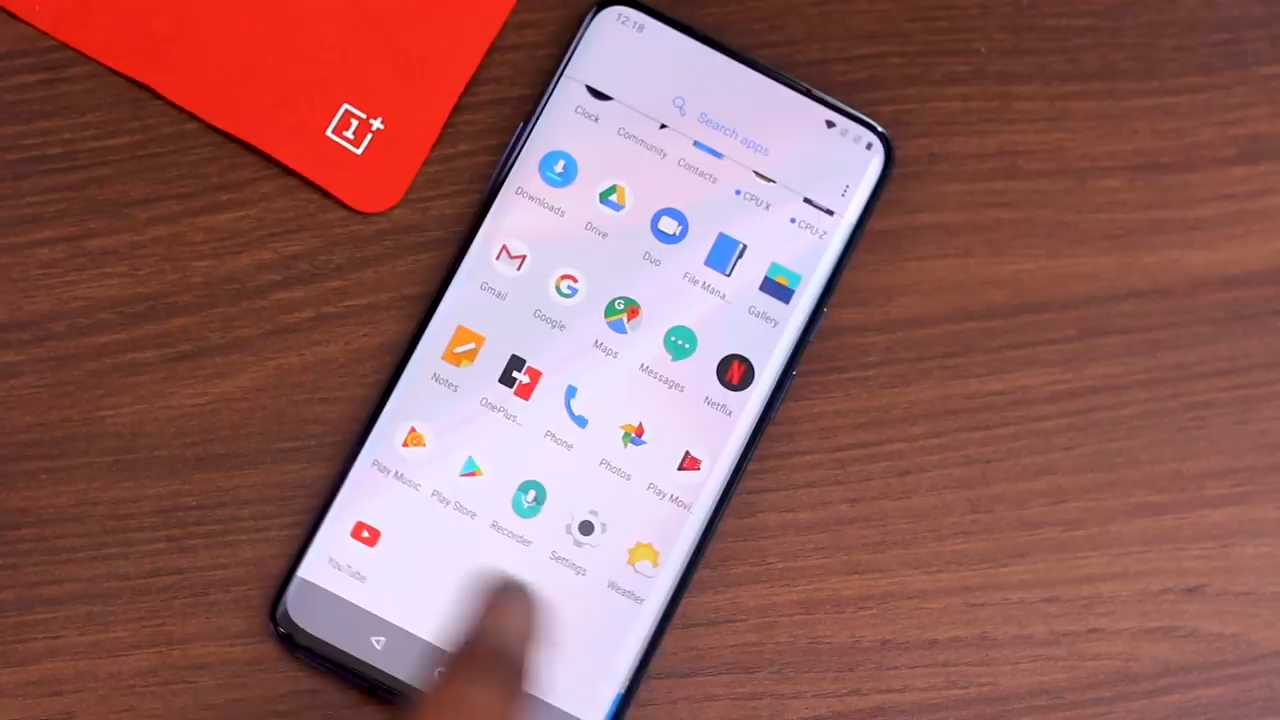 12:18
Search apps
1+
Clock
Community
Contacts
CPU X
CPU-Z
Downloads
Drive
Duo
File Mana...
Gallery
Gmail
Google
Maps
Messages
Netflix
Notes
OnePlus...
Phone
Photos
Play Movi...
Play Music
Play Store
Recorder
Settings
Weather
YouTube